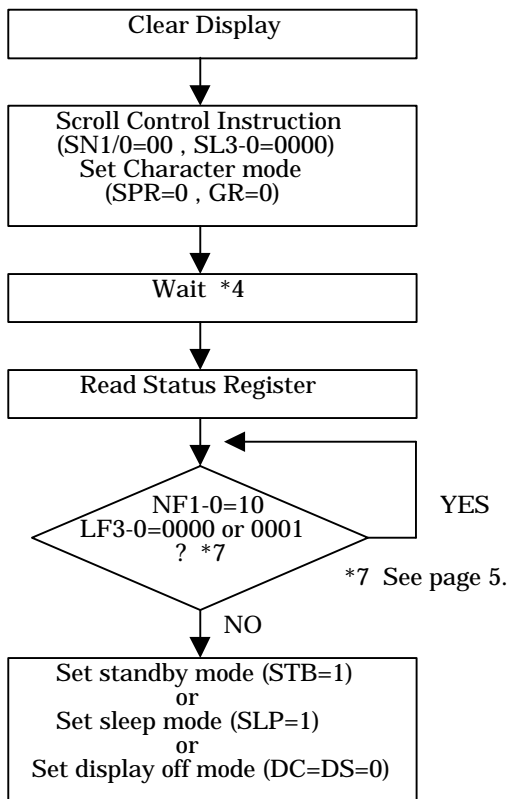 Clear Display
Scroll Control Instruction
(SN1/0=00 , SL3-0=0000)
Set Character mode
(SPR=0 , GR=0)
Wait *4
Read Status Register
NF1-0=10
LF3-0=0000 or 0001
? *7
YES
*7 See page 5.
NO
Set standby mode (STB=1)
or
Set sleep mode (SLP=1)
or
Set display off mode (DC=DS=0)